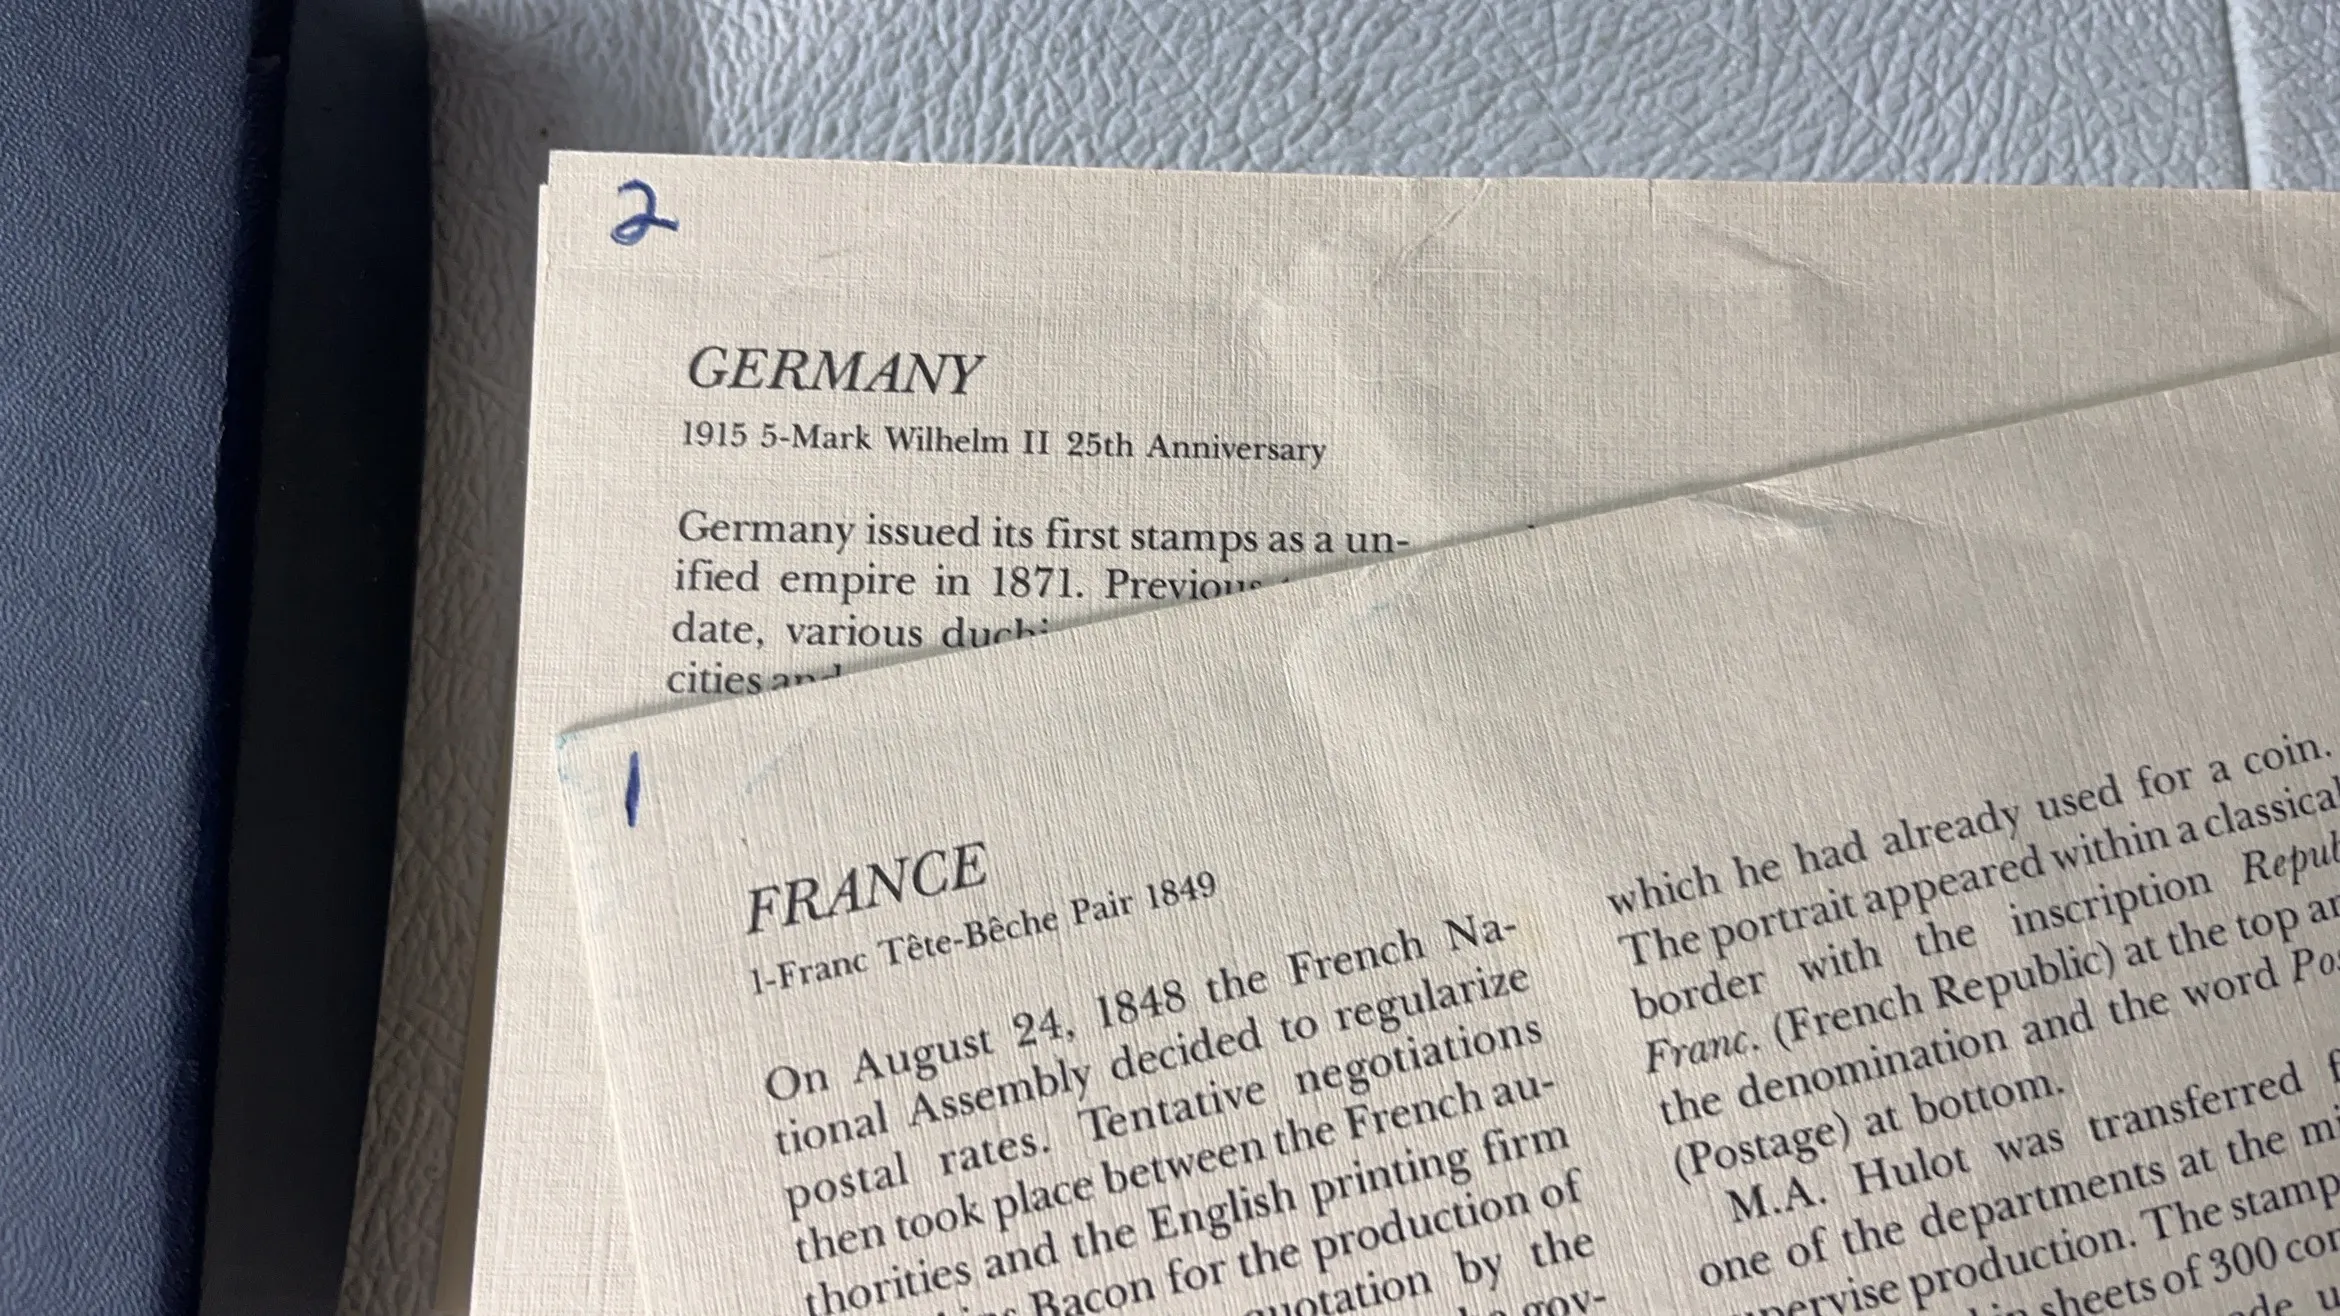 2
GERMANY
1915 5-Mark Wilhelm II 25th Anniversary
Germany issued its first stamps as a un-
ified empire in 1871.
date, various
cities
1
FRANCE
1-Franc Tête-Bêche Pair 1849
On August 24, 1848 the French Na-
tional Assembly decided to regularize
postal rates. Tentative negotiations
then took place between the French au-
thorities and the English printing firm
Bacon for the production of
quotation by the
gov-
which he had already used for a coin.
The portrait appeared within a classical
border with the inscription
Franc. (French Republic) at the top
the denomination and the word
(Postage) at bottom.
M.A. Hulot was transferred
one of the departments at the
production. The
sheets of 300